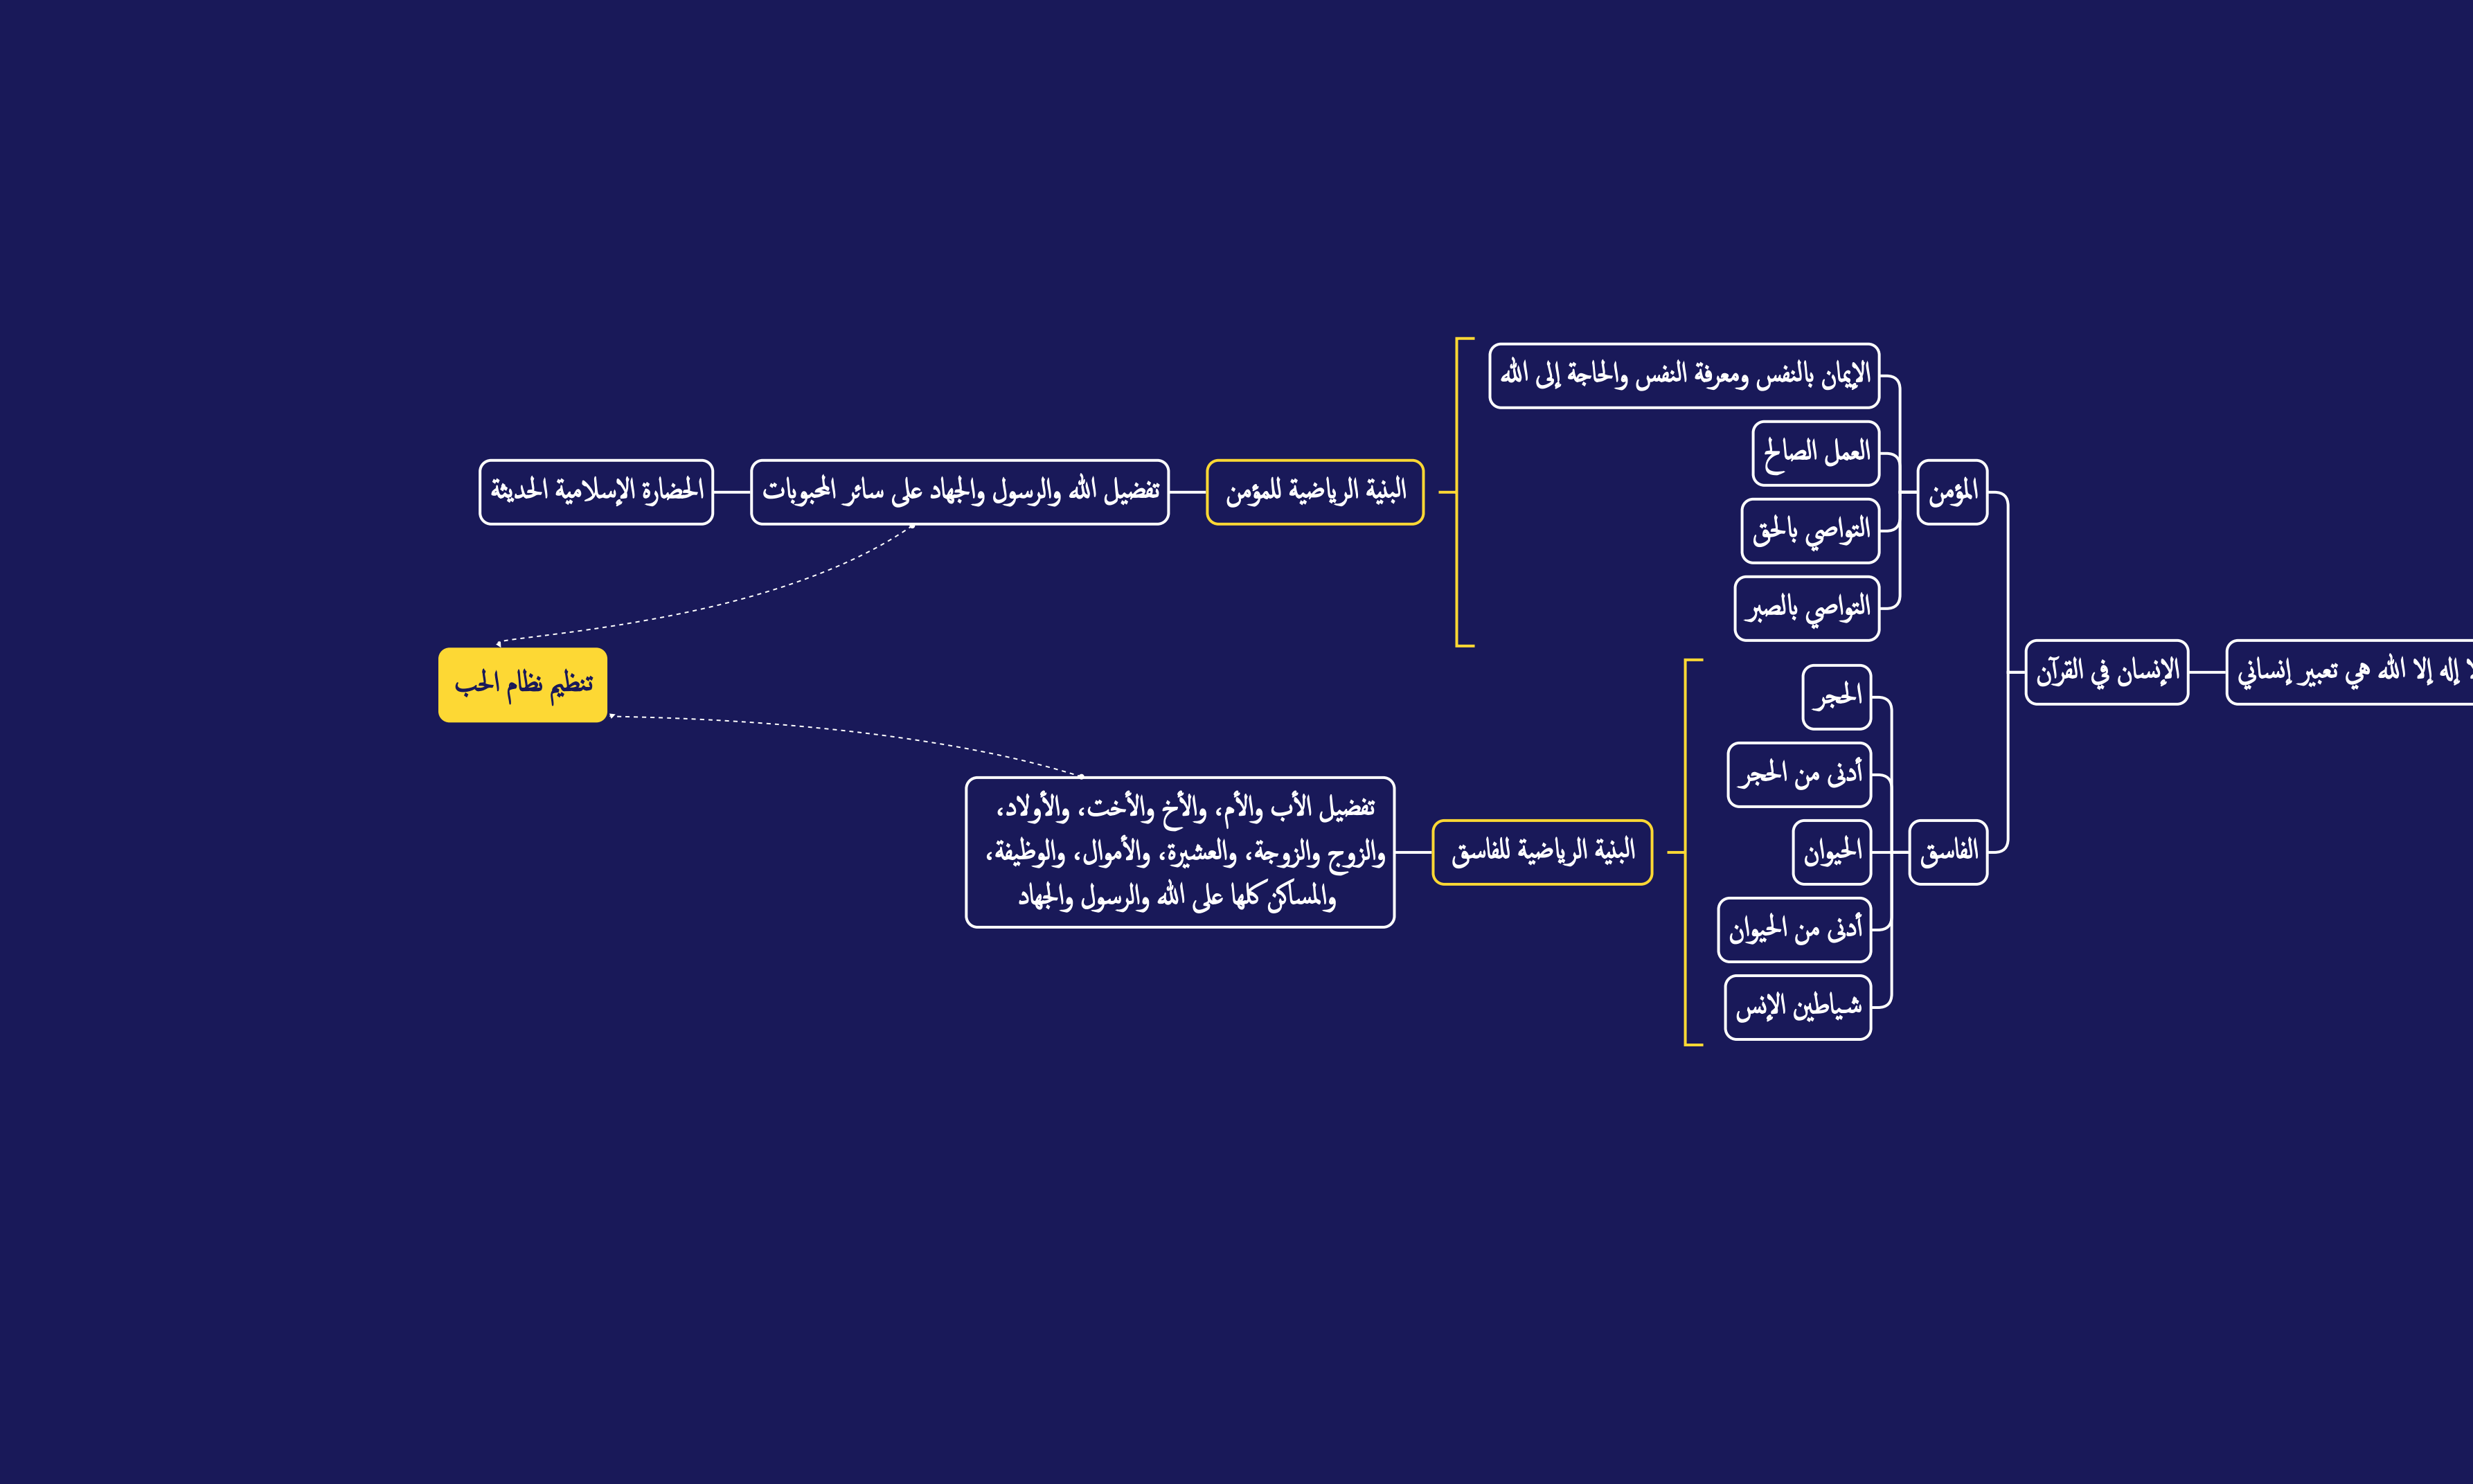 إله إلا الله هي تعبير إنساني
الإنسان في القرآن
المؤمن
الإيمان بالنفس ومعرفة النفس والحاجة إلى الله
العمل الصالح
التواصي بالحق
التواصي بالصبر
البنية الرياضية للمؤمن
تفضيل الله والرسول والجهاد على سائر المحبوبات
الحضارة الإسلامية الحديثة
الفاسق
الحجر
أدنى من الحجر
الحيوان
أدنى من الحيوان
شياطين الإنس
البنية الرياضية للفاسق
تفضيل الأب والأم، والأخ والأخت، والأولاد،
والزوج والزوجة، والعشيرة، والأموال، والوظيفة،
والمساكن كلها على الله والرسول والجهاد
تنظيم نظام الحب